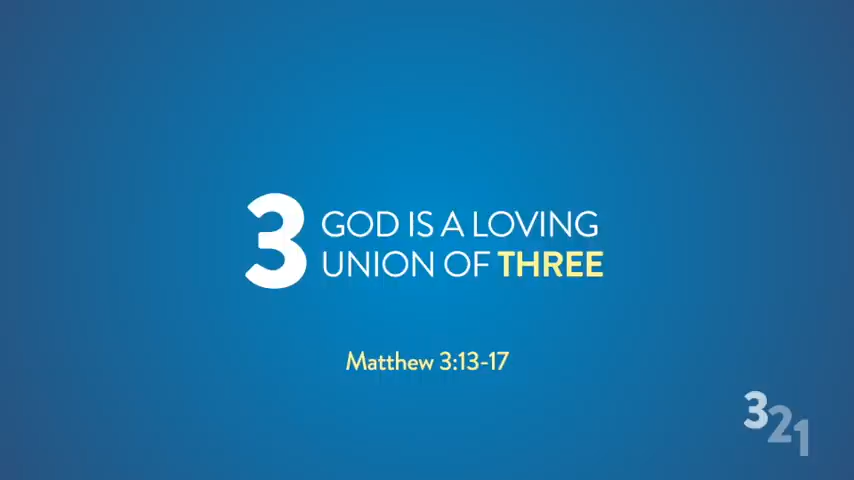 3 GOD IS A LOVING
UNION OF THREE
Matthew 3:13-17
321